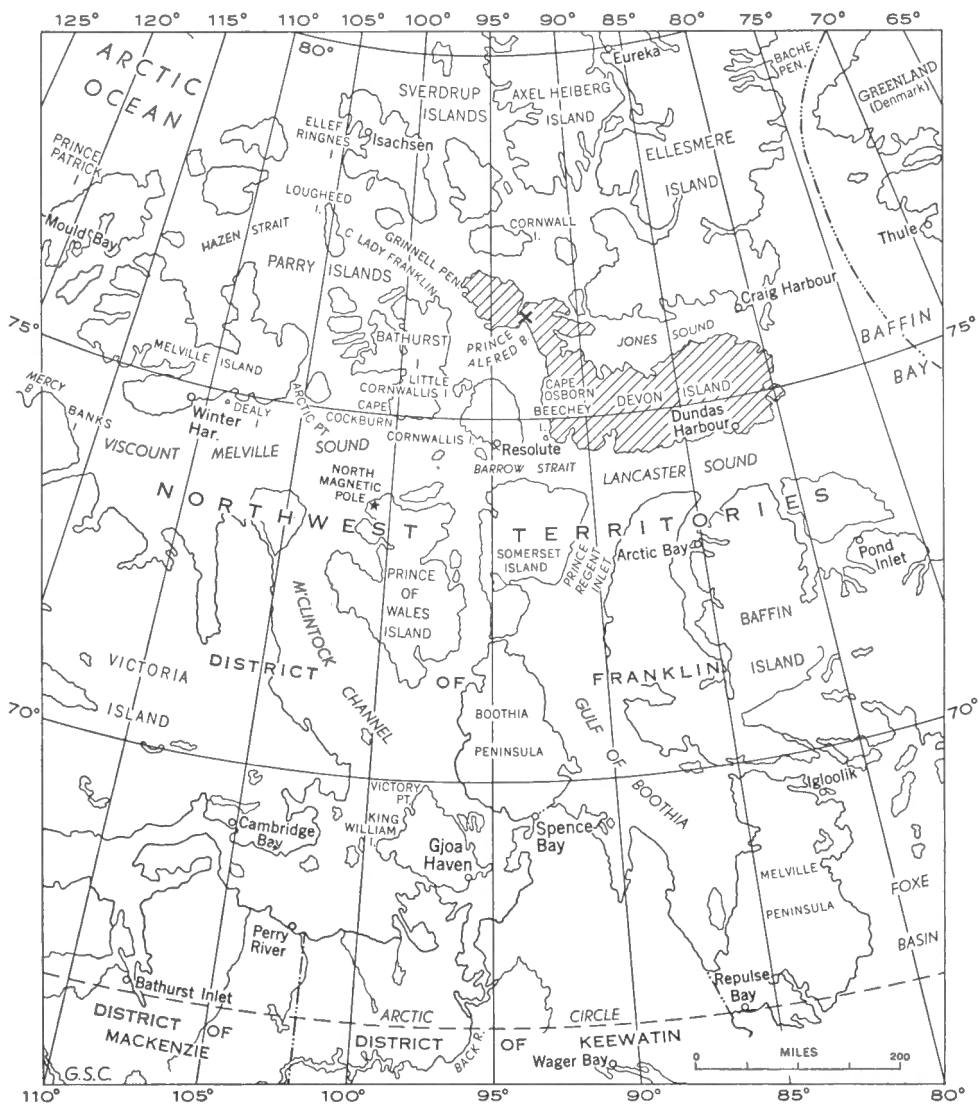 125° 120° 115° 110° 105° 100° 95° 90° 85° 80° 75° 70° 65°
80°
ARCTIC
OCEAN
Eureka
BACHE
PEN.
GREENLAND
(Denmark)
SVERDRUP
ISLANDS
AXEL HEIBERG
ISLAND
ELLEF
RINGNES
I
Isachsen
ELLESMERE
ISLAND
PRINCE
PATRICK
I
LOUGHEED
I.
Mould Bay
HAZEN STRAIT
C LADY FRANKLIN
GRINNELL PEN.
CORNWALL
I.
Thule
PARRY ISLANDS
Craig Harbour
75°
BATHURST
I
PRINCE
ALFRED B.
JONES SOUND
BAFFIN
BAY
75°
MELVILLE ISLAND
LITTLE
CORNWALLIS I
CAPE
OSBORN
BEECHEY
I.
DEVON ISLAND
MERCY
B.
BANKS
I
DEALY
I
Winter
Har.
ARCTIC PT.
CAPE
COCKBURN
CORNWALLIS I.
Resolute
Dundas
Harbour
VISCOUNT MELVILLE SOUND
BARROW STRAIT
LANCASTER SOUND
NORTH
MAGNETIC
POLE
NORTHWEST TERRITORIES
SOMERSET
ISLAND
PRINCE
REGENT
INLET
Arctic Bay
Pond
Inlet
PRINCE
OF
WALES
ISLAND
M'CLINTOCK
CHANNEL
BAFFIN
ISLAND
VICTORIA
ISLAND
DISTRICT OF FRANKLIN
70°
BOOTHIA
PENINSULA
GULF
OF
BOOTHIA
70°
Igloolik
VICTORY
PT.
KING
WILLIAM
I.
Cambridge
Bay
Gjoa
Haven
Spence
Bay
MELVILLE
PENINSULA
FOXE
BASIN
Perry
River
Bathurst Inlet
Repulse
Bay
ARCTIC CIRCLE
DISTRICT OF
MACKENZIE
DISTRICT OF KEEWATIN
BACK R.
Wager Bay
0 MILES 200
G.S.C.
110° 105° 100° 95° 90° 85° 80°